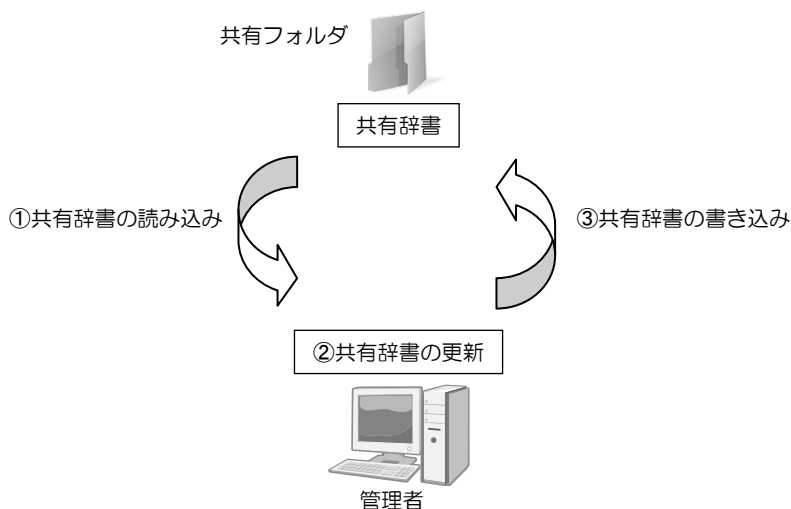 共有フォルダ
共有辞書
①共有辞書の読み込み
③共有辞書の書き込み
②共有辞書の更新
管理者